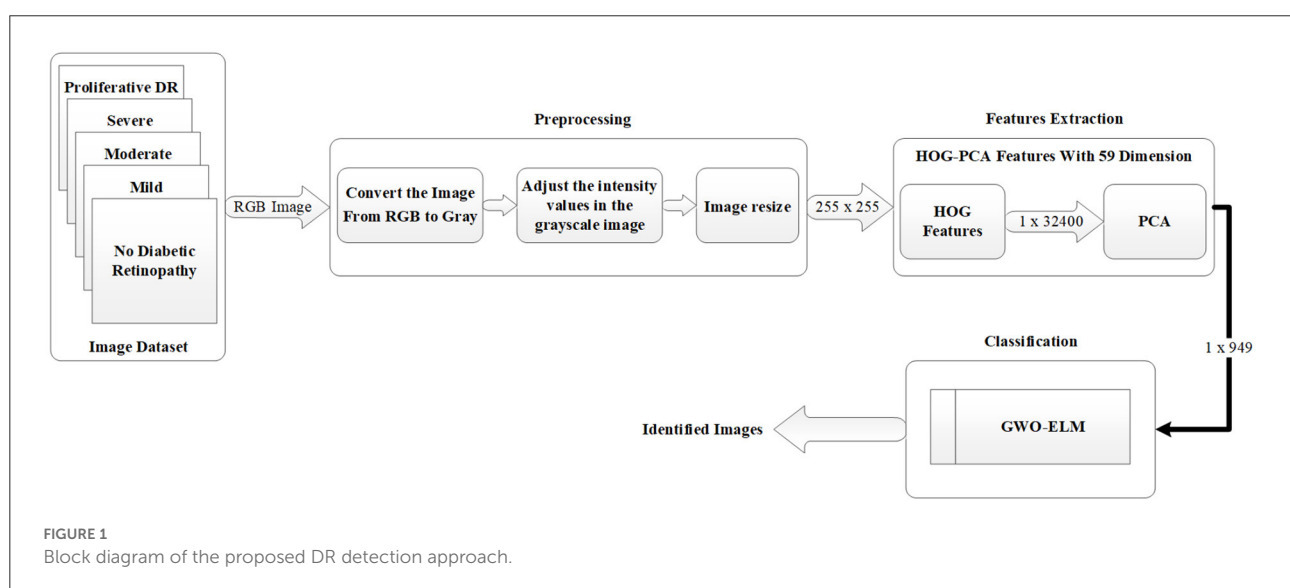 Proliferative DR
Severe
Moderate
Mild
No Diabetic
Retinopathy
Image Dataset
RGB Image
Preprocessing
Convert the Image
From RGB to Gray
Adjust the intensity
values in the
grayscale image
Image resize
255 x 255
Features Extraction
HOG-PCA Features With 59 Dimension
HOG
Features
1 x 32400
PCA
1 x 949
Classification
GWO-ELM
Identified Images
FIGURE 1
Block diagram of the proposed DR detection approach.